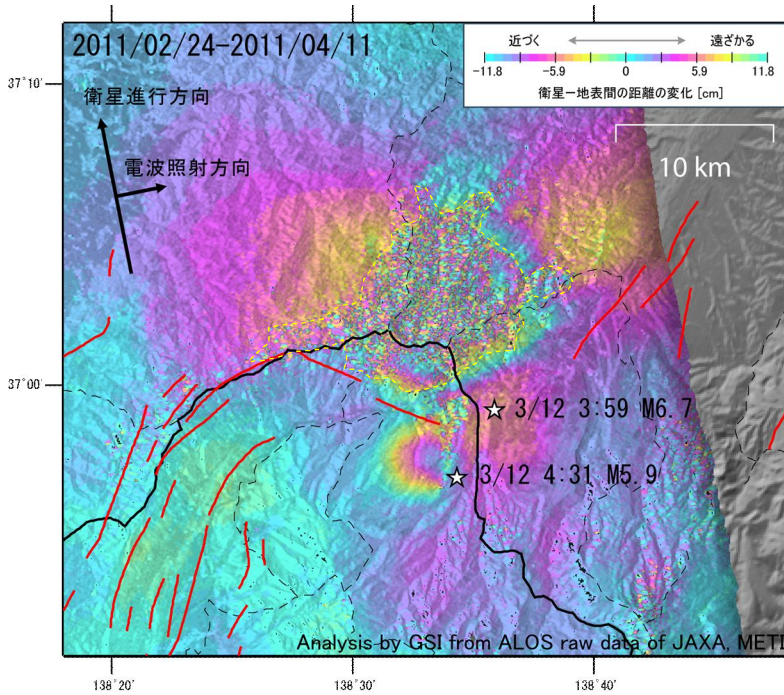 2011/02/24-2011/04/11
近づく 遠ざかる
-11.8 -5.9 0 5.9 11.8
衛星ー地表間の距離の変化 [cm]
37°10'
衛星進行方向
電波照射方向
10 km
37°00'
3/12 3:59 M6.7
3/12 4:31 M5.9
Analysis by GSI from ALOS raw data of JAXA, METI
138°20' 138°30' 138°40'